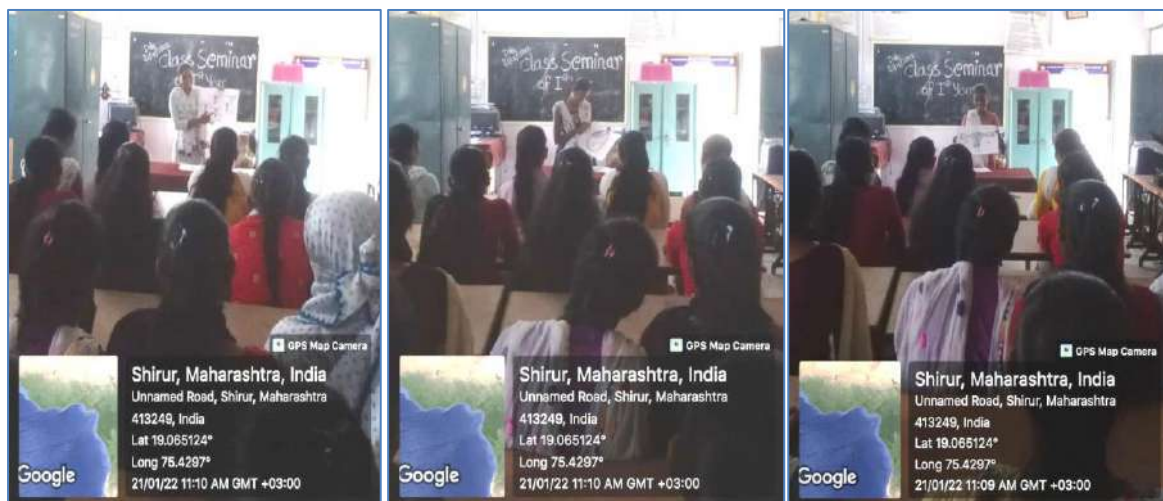 Class Seminar
of Ist Year
GPS Map Camera
Shirur, Maharashtra, India
Unnamed Road, Shirur, Maharashtra
413249, India
Lat 19.065124°
Long 75.4297°
21/01/22 11:10 AM GMT +03:00
Google
Class Seminar
of Ist
GPS Map Camera
Shirur, Maharashtra, India
Unnamed Road, Shirur, Maharashtra
413249, India
Lat 19.065124°
Long 75.4297°
21/01/22 11:10 AM GMT +03:00
Google
Class Seminar
of Ist Year
GPS Map Camera
Shirur, Maharashtra, India
Unnamed Road, Shirur, Maharashtra
413249, India
Lat 19.065124°
Long 75.4297°
21/01/22 11:09 AM GMT +03:00
Google